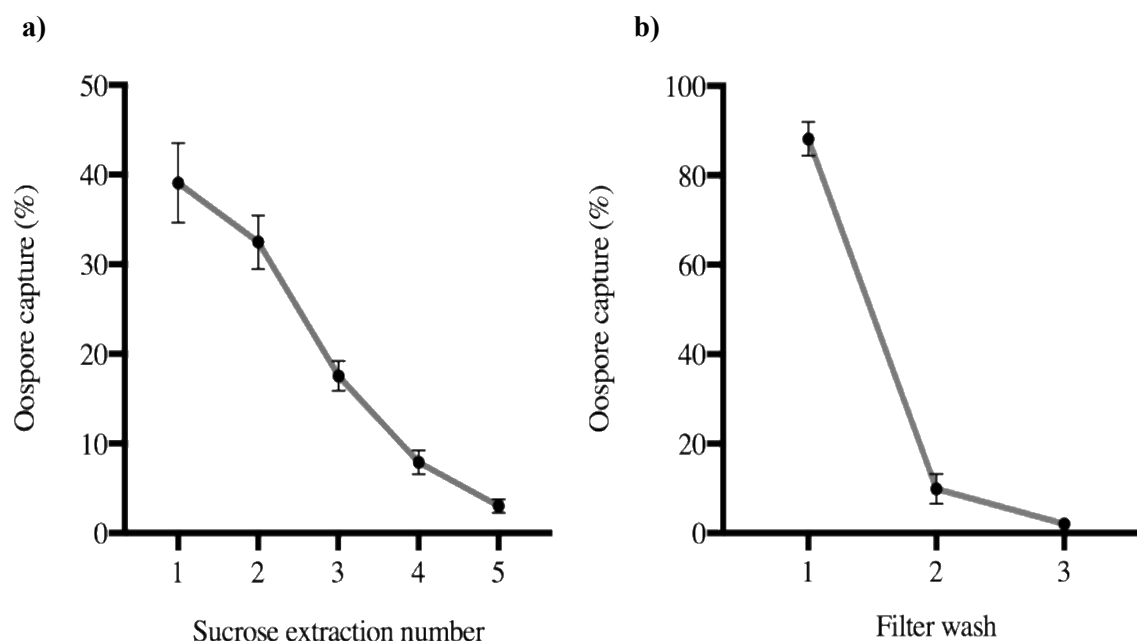 a)
50
40
30
20
10
0
Oospore capture (%)
1 2 3 4 5
Sucrose extraction number
b)
100
80
60
40
20
0
Oospore capture (%)
1 2 3
Filter wash